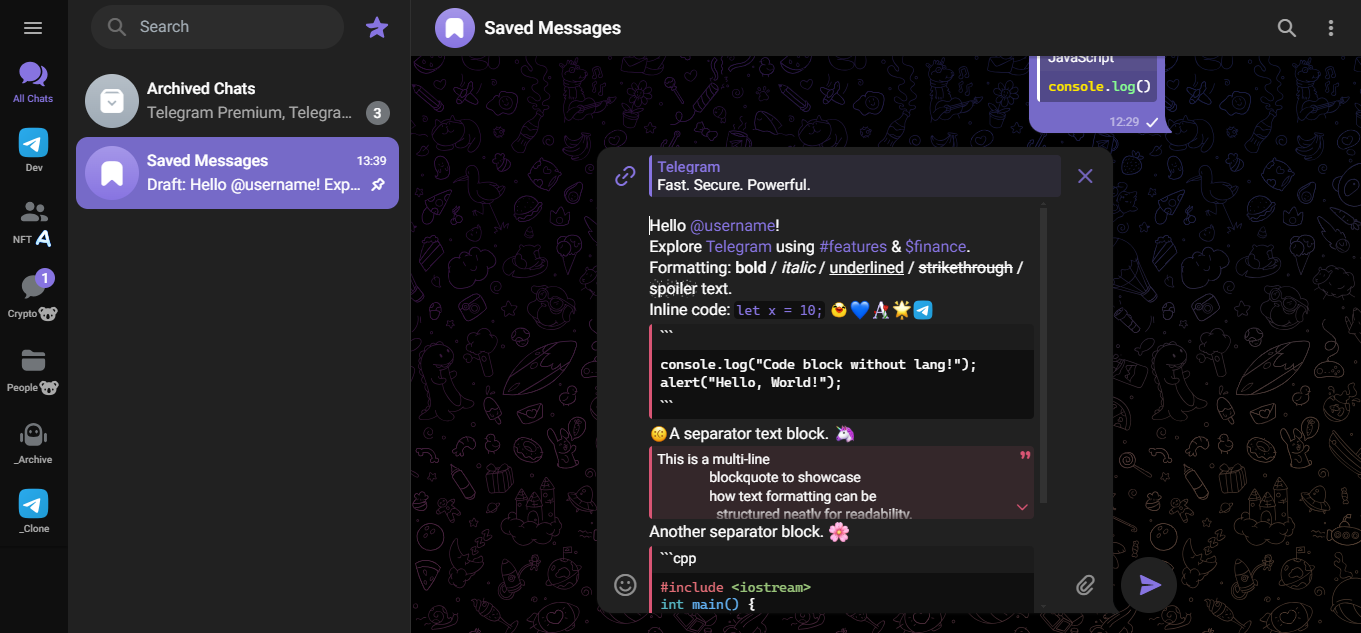 Search
All Chats
Dev
NFT
1
Crypto
People
_Archive
_Clone
Archived Chats
Telegram Premium, Telegra...
3
Saved Messages
13:39
Draft: Hello @username! Exp...
Saved Messages
JavaScript
console.log()
12:29
Telegram
Fast. Secure. Powerful.
Hello @username!
Explore Telegram using #features & $finance.
Formatting: bold / italic / underlined / strikethrough /
spoiler text.
Inline code: let x = 10;
```
console.log("Code block without lang!");
alert("Hello, World!");
```
A separator text block.
This is a multi-line
blockquote to showcase
how text formatting can be
structured neatly for readability.
Another separator block.
```cpp
#include <iostream>
int main() {